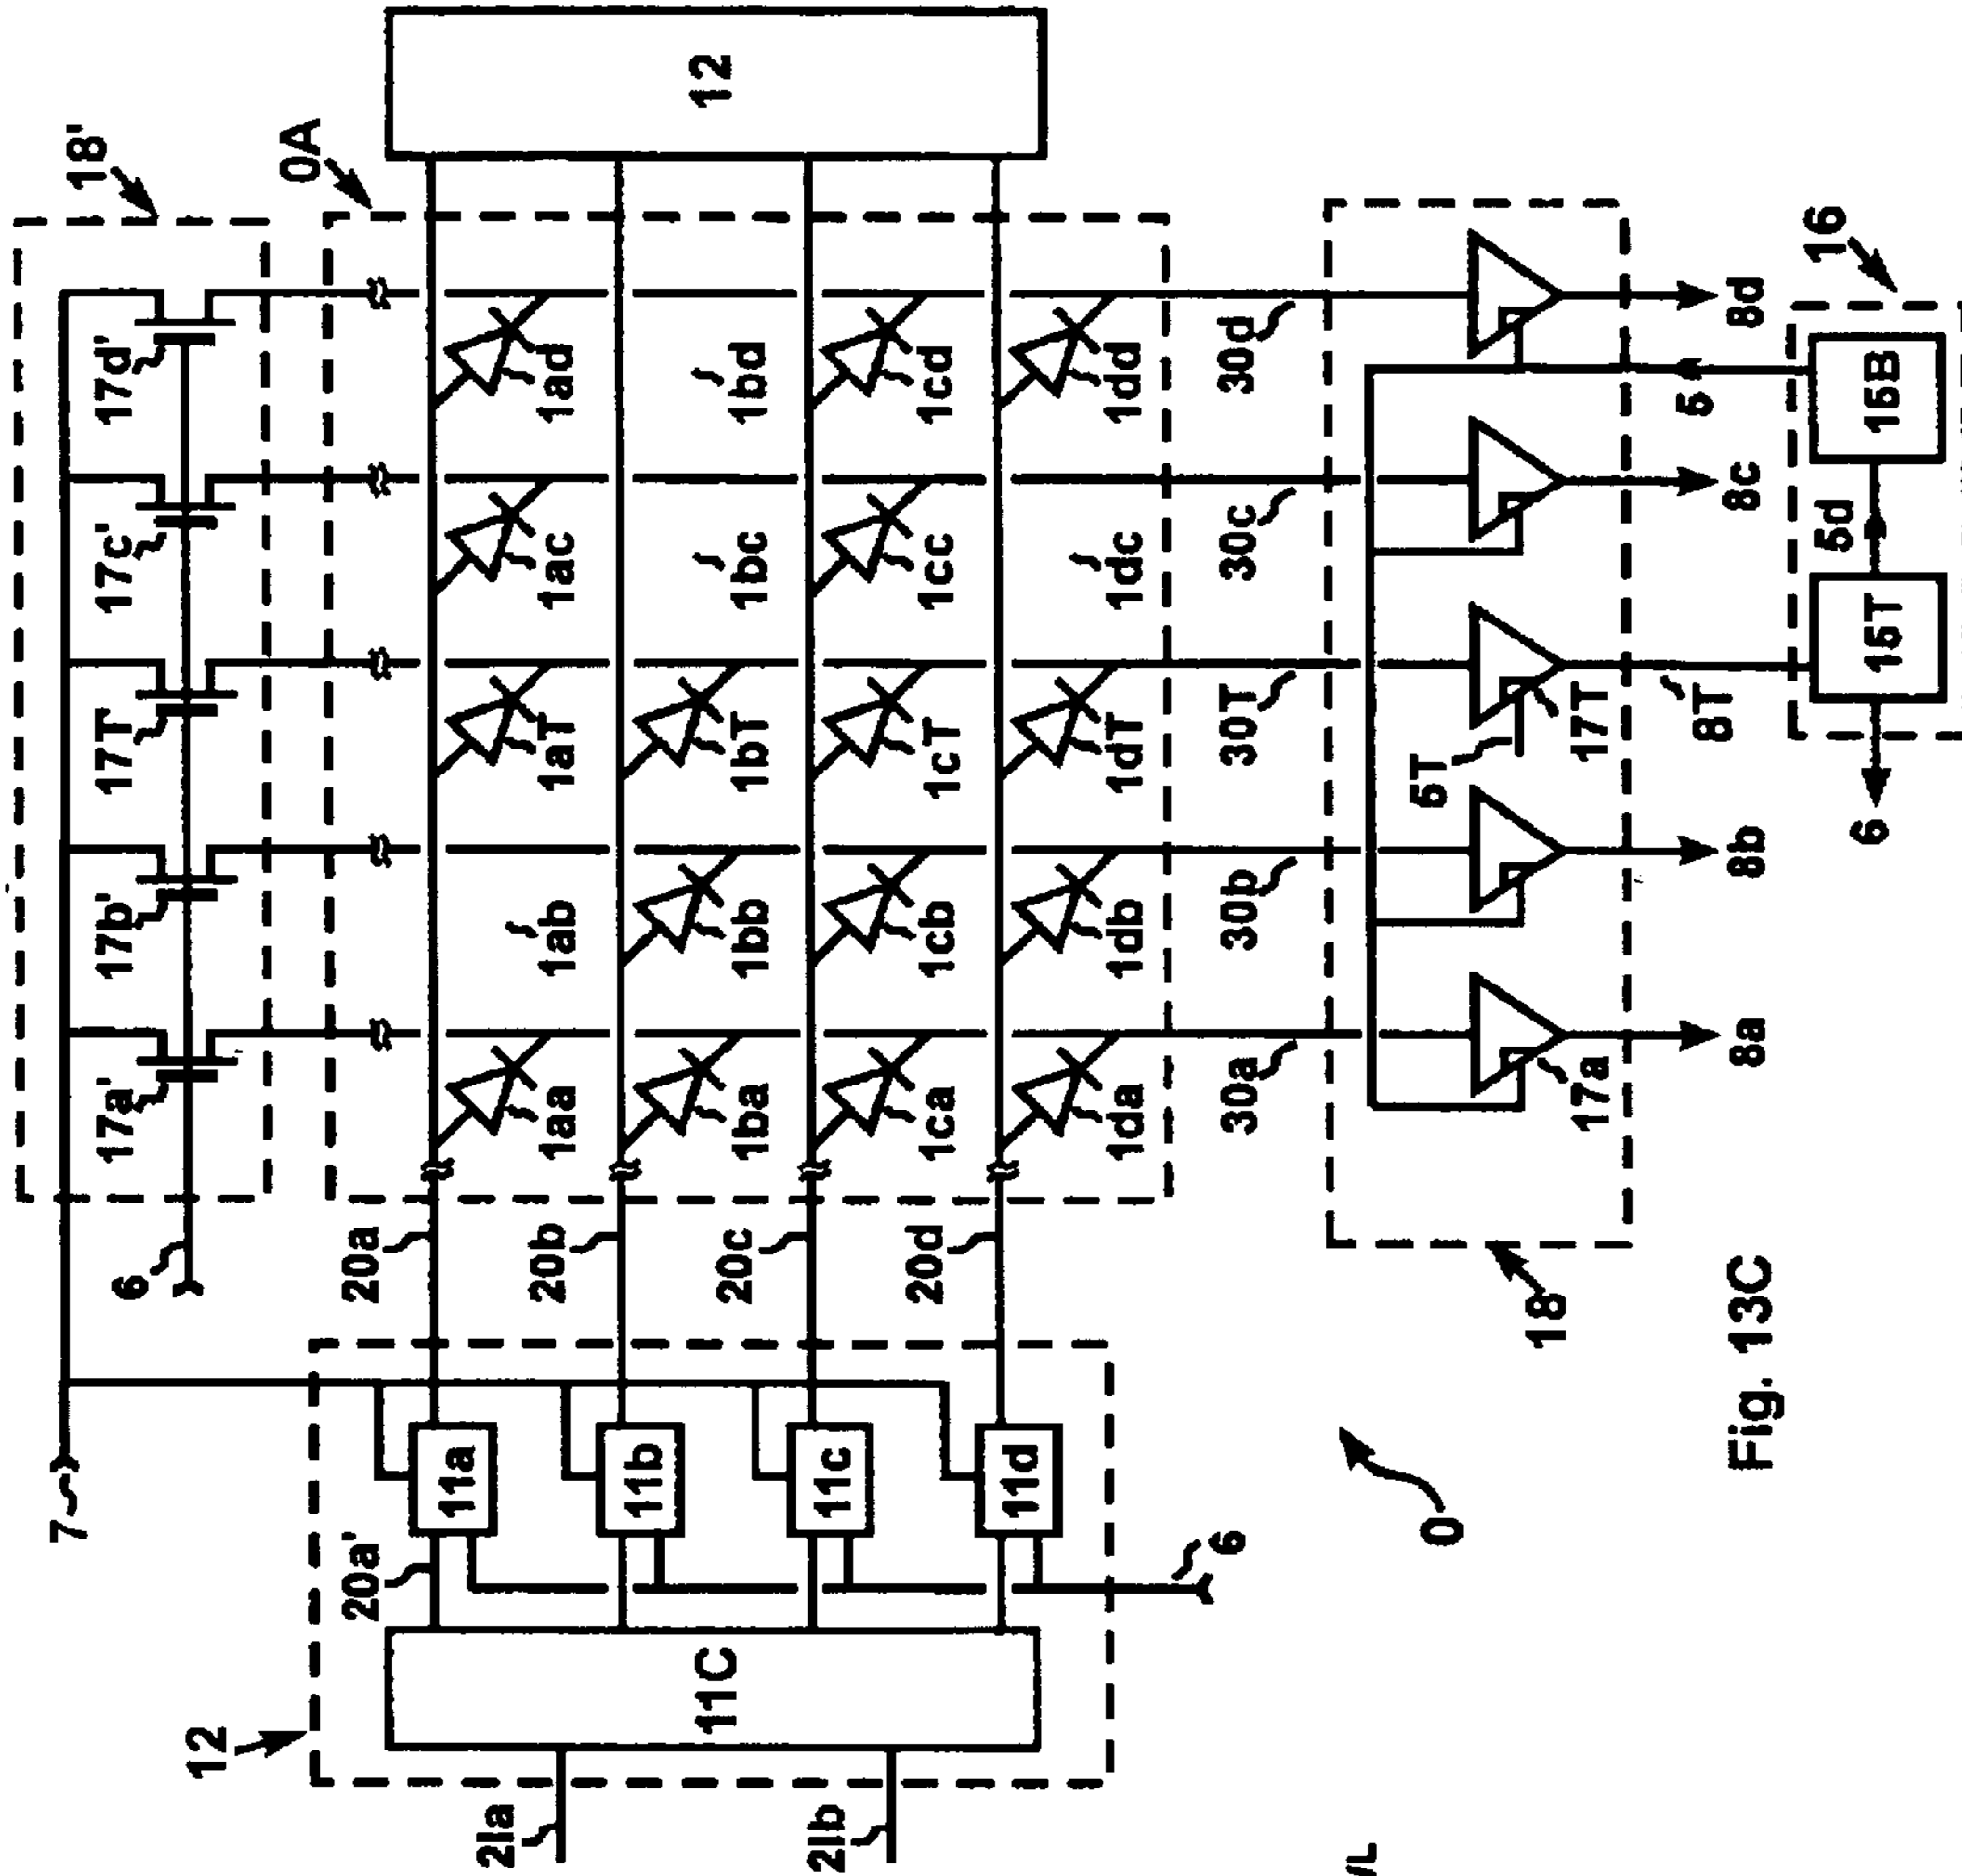 7
18'
17a' 17b' 17T' 17c' 17d'
6
12
0A
20a' 20a
11a
21a
20b
1aa 1ab 1aT 1ac 1ad
11b
11C
12
20c
1ba 1bb 1bT 1bc 1bd
21b
11c
20d
1ca 1cb 1cT 1cc 1cd
11d
1da 1db 1dT 1dc 1dd
6
30a 30b 30T 30c 30d
0
5T
18
17a 17T
8T
5
Fig. 13C
8a 8b 8c 8d
16
5d
6
15T 15B